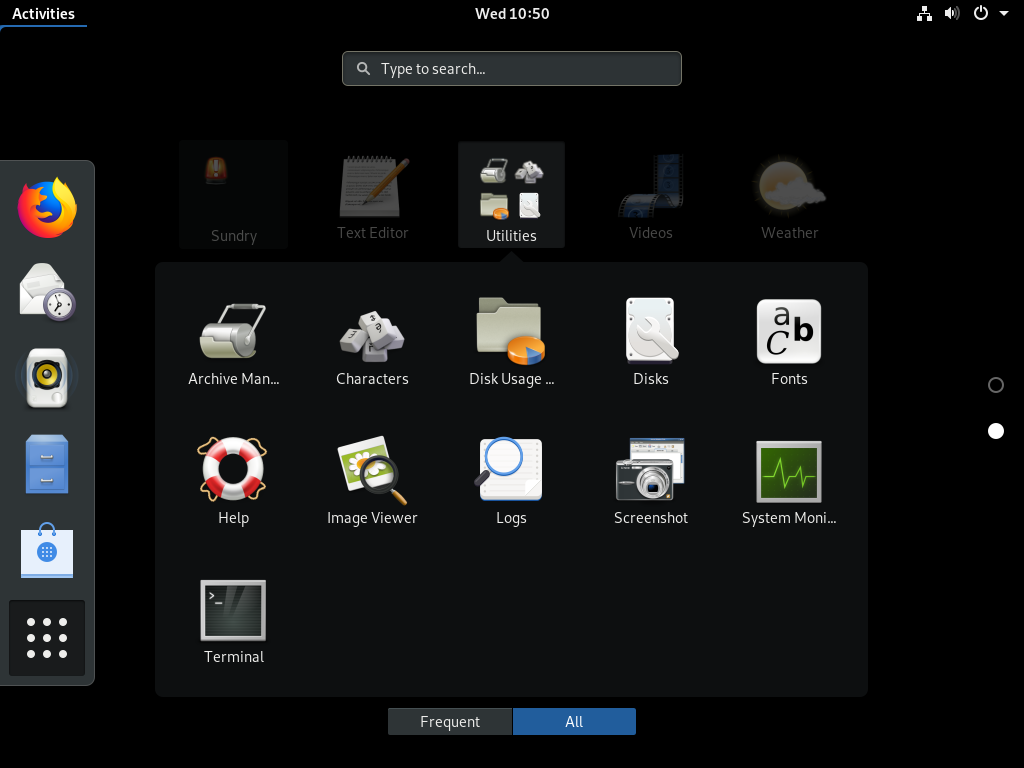 Activities
Wed 10:50
Type to search...
Sundry
Text Editor
Utilities
Videos
Weather
Archive Man...
Characters
Disk Usage ...
Disks
Fonts
Help
Image Viewer
Logs
Screenshot
System Moni...
Terminal
Frequent
All